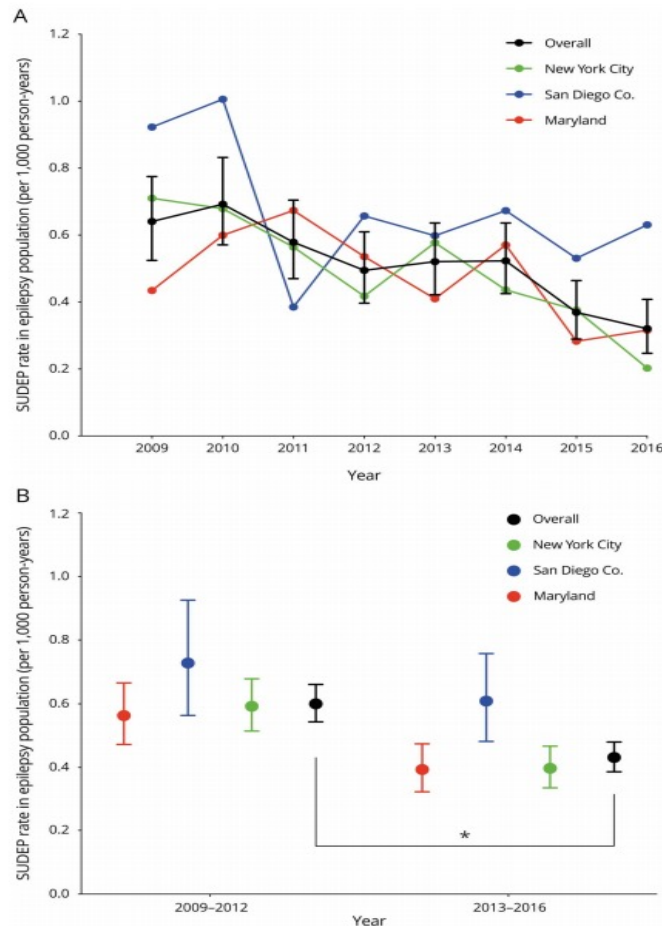 A
1.2
1.0
0.8
0.6
0.4
0.2
0.0
SUDEP rate in epilepsy population (per 1,000 person-years)
Overall
New York City
San Diego Co.
Maryland
2009 2010 2011 2012 2013 2014 2015 2016
Year
B
1.2
1.0
0.8
0.6
0.4
0.2
0.0
SUDEP rate in epilepsy population (per 1,000 person-years)
Overall
New York City
San Diego Co.
Maryland
*
2009–2012 2013–2016
Year